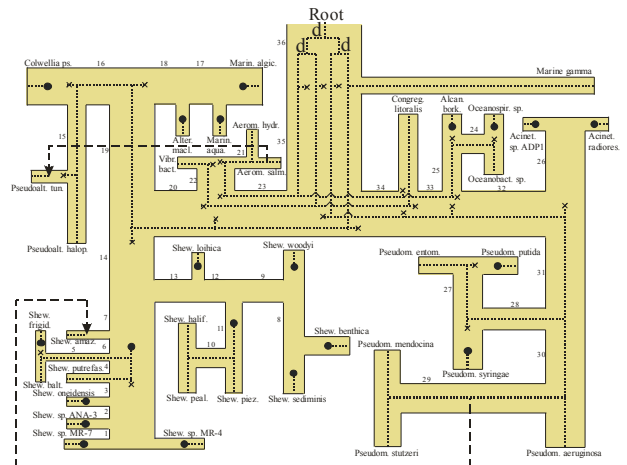 Root
d
d d
36
Colwellia ps.
16
18
17
Marin. algic.
Marine gamma
Congreg.
litoralis
Alcan.
bork.
Oceanospir. sp.
24
Acinet.
sp. ADP1
Acinet.
radiores.
15
19
Alter.
macl.
Marin.
aqua.
Aerom. hydr.
35
21
Vibr.
bact.
Aerom. salm.
22
20
23
25
26
Oceanobact. sp.
34
33
32
Pseudoalt. tun.
Pseudoalt. halop.
14
Shew. loihica
Shew. woodyi
13
12
9
Pseudom. entom.
Pseudom. putida
31
27
28
7
Shew.
frigid.
Shew. amaz.
5
6
Shew. halif.
11
10
8
Shew. benthica
Shew. putrefas.
4
Shew. balt.
3
Shew. oneidensis
Shew. peal.
Shew. piez.
Shew. sediminis
Pseudom. mendocina
Pseudom. syringae
30
29
Shew. sp. ANA-3
2
Shew. sp. MR-7
1
Shew. sp. MR-4
Pseudom. stutzeri
Pseudom. aeruginosa